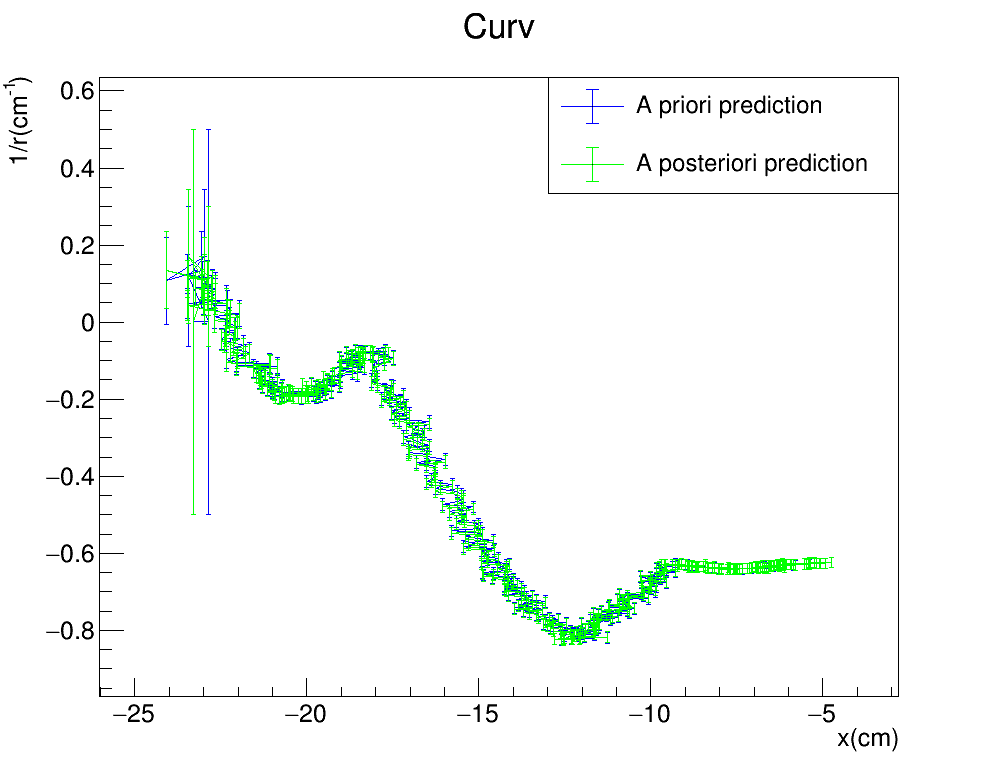 Curv
1/r(cm⁻¹)
A priori prediction
A posteriori prediction
0.6
0.4
0.2
0
−0.2
−0.4
−0.6
−0.8
−25 −20 −15 −10 −5
x(cm)